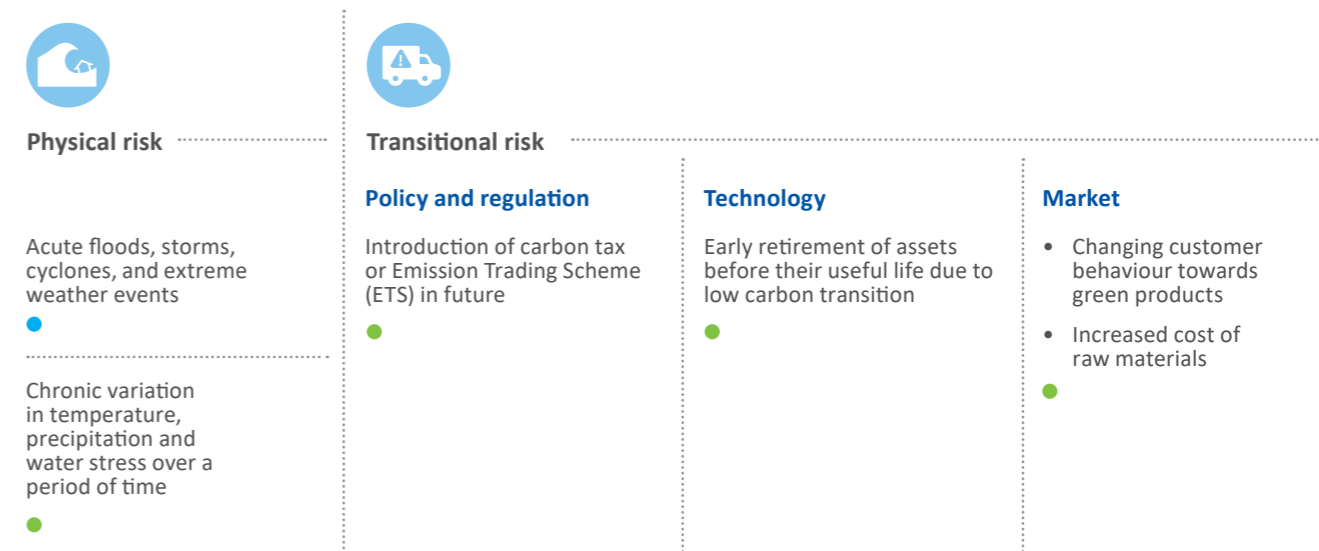 Physical risk
Acute floods, storms,
cyclones, and extreme
weather events
Chronic variation
in temperature,
precipitation and
water stress over a
period of time
Transitional risk
Policy and regulation
Introduction of carbon tax
or Emission Trading Scheme
(ETS) in future
Technology
Early retirement of assets
before their useful life due to
low carbon transition
Market
• Changing customer
behaviour towards
green products
• Increased cost of
raw materials